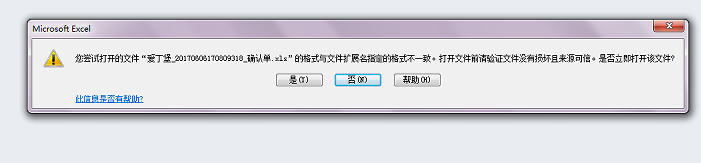 Microsoft Excel
您尝试打开的文件“爱丁堡_20170606170809318_确认单.xls”的格式与文件扩展名指定的格式不一致。打开文件前请验证文件没有损坏且来源可信。是否立即打开该文件?
是(Y) 否(N) 帮助(H)
此信息是否有帮助?